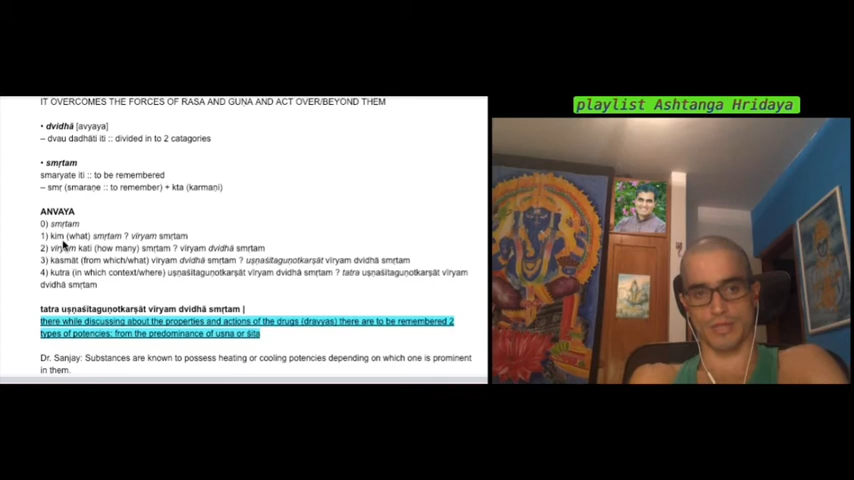 IT OVERCOMES THE FORCES OF RASA AND GUNA AND ACT OVER/BEYOND THEM
• dvidhā [avyaya]
– dvau dadhāti iti :: divided in to 2 catagories
• smṛtam
smaryate iti :: to be remembered
– smṛ (smaraṇe :: to remember) + kta (karmaṇi)
ANVAYA
0) smṛtam
1) kim (what) smṛtam ? vīryam smṛtam
2) vīryam kati (how many) smṛtam ? vīryam dvidhā smṛtam
3) kasmāt (from which/what) vīryam dvidhā smṛtam ? uṣṇaśītaguṇotkarṣāt vīryam dvidhā smṛtam
4) kutra (in which context/where) uṣṇaśītaguṇotkarṣāt vīryam dvidhā smṛtam ? tatra uṣṇaśītaguṇotkarṣāt vīryam
dvidhā smṛtam
tatra uṣṇaśītaguṇotkarṣāt vīryam dvidhā smṛtam |
there while discussing about the properties and actions of the drugs (dravyas) there are to be remembered 2
types of potencies: from the predominance of uṣṇa or śīta
Dr. Sanjay: Substances are known to possess heating or cooling potencies depending on which one is prominent
in them.
playlist Ashtanga Hridaya